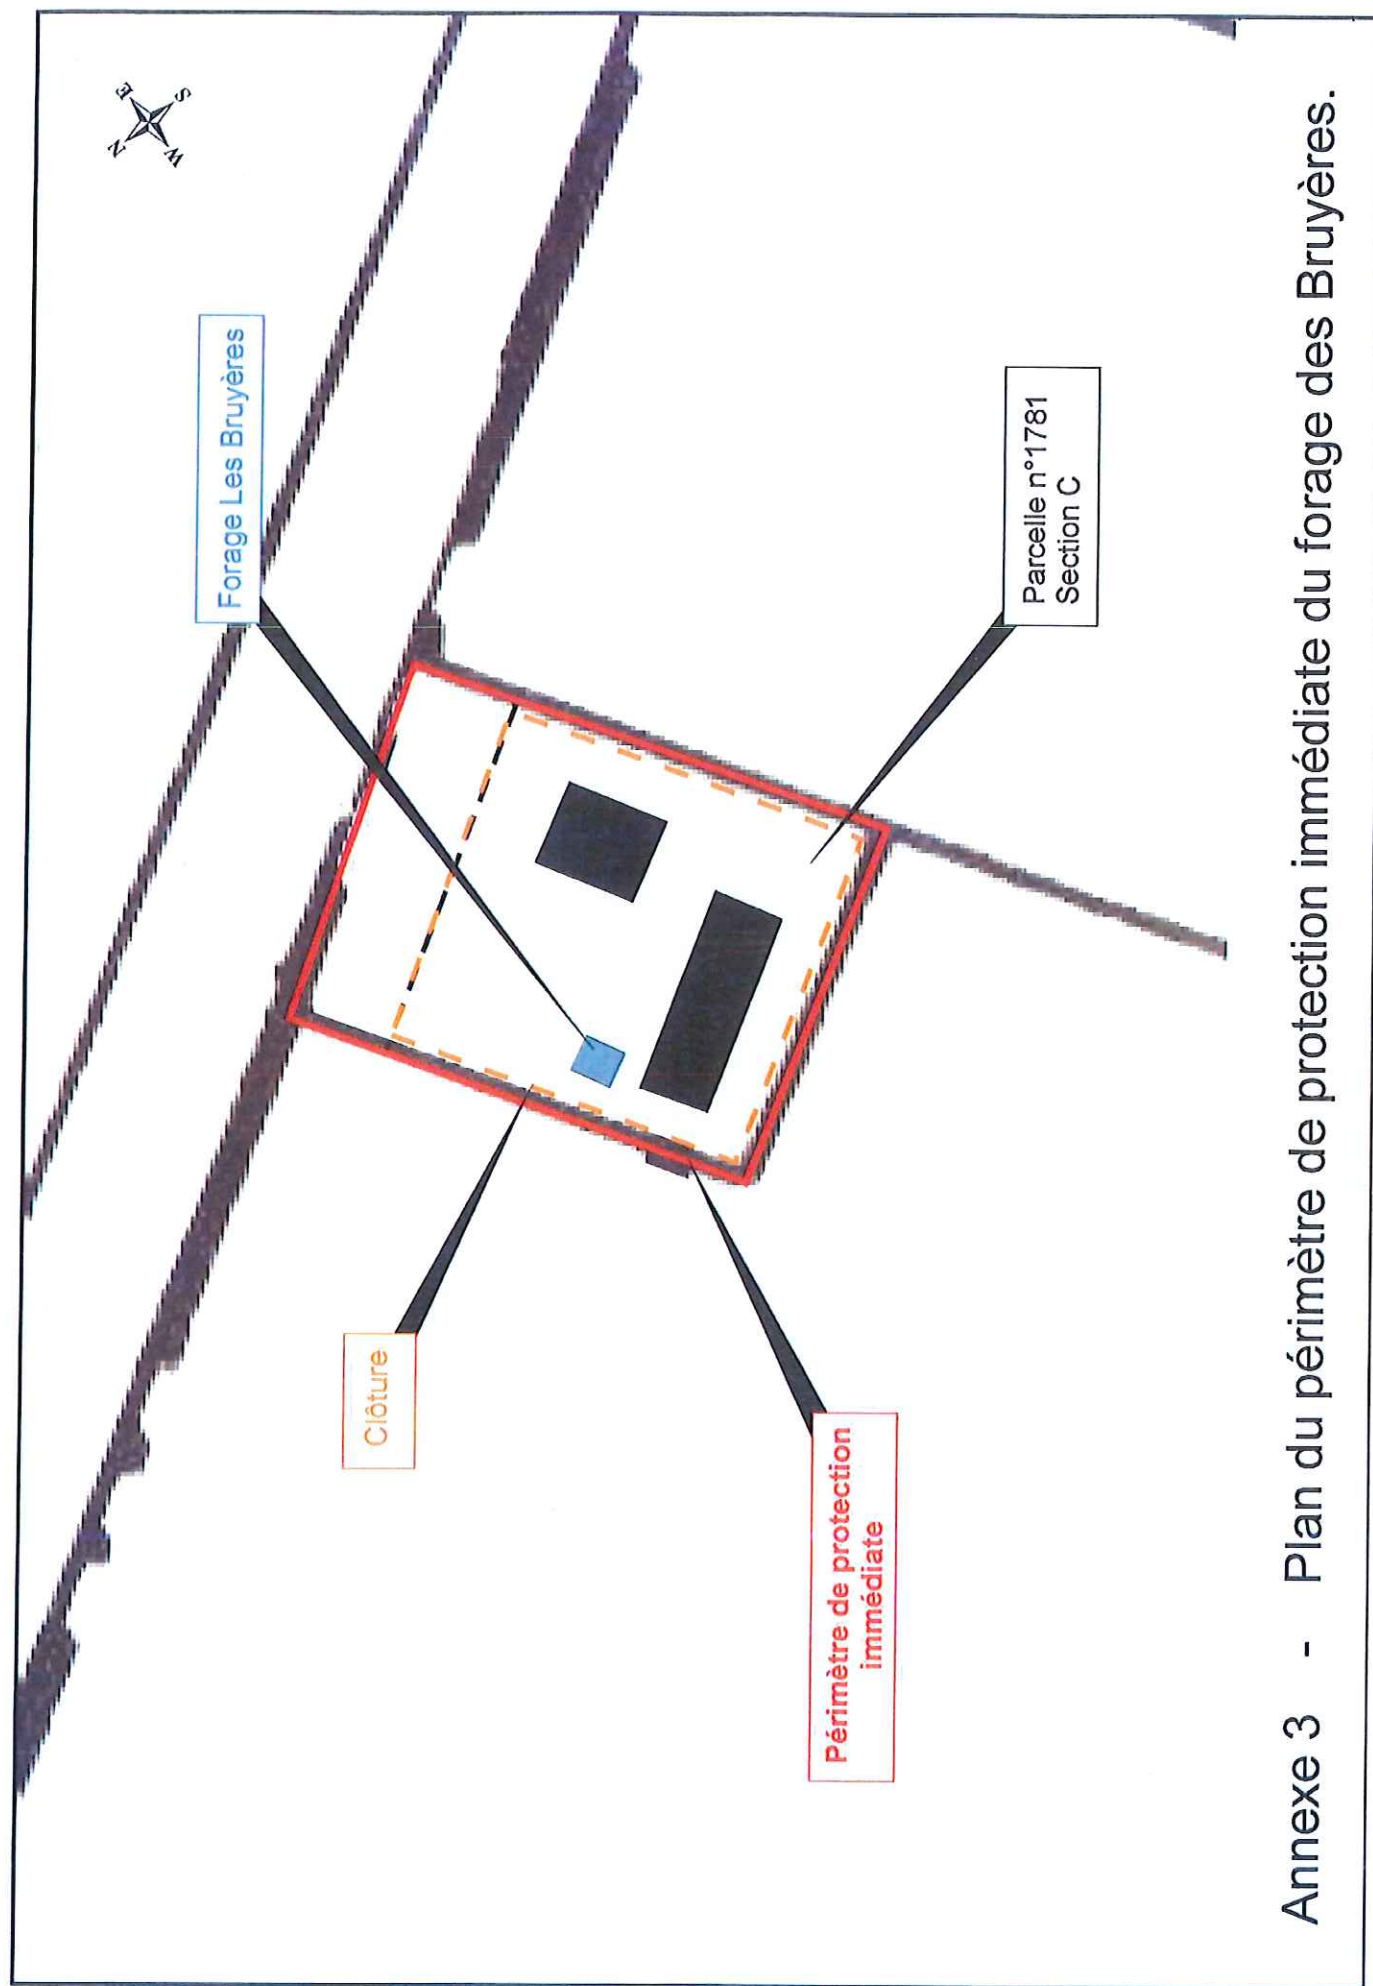 N
E
S
W
Forage Les Bruyères
Clôture
Parcelle n°1781
Section C
Périmètre de protection
immédiate
Annexe 3 - Plan du périmètre de protection immédiate du forage des Bruyères.